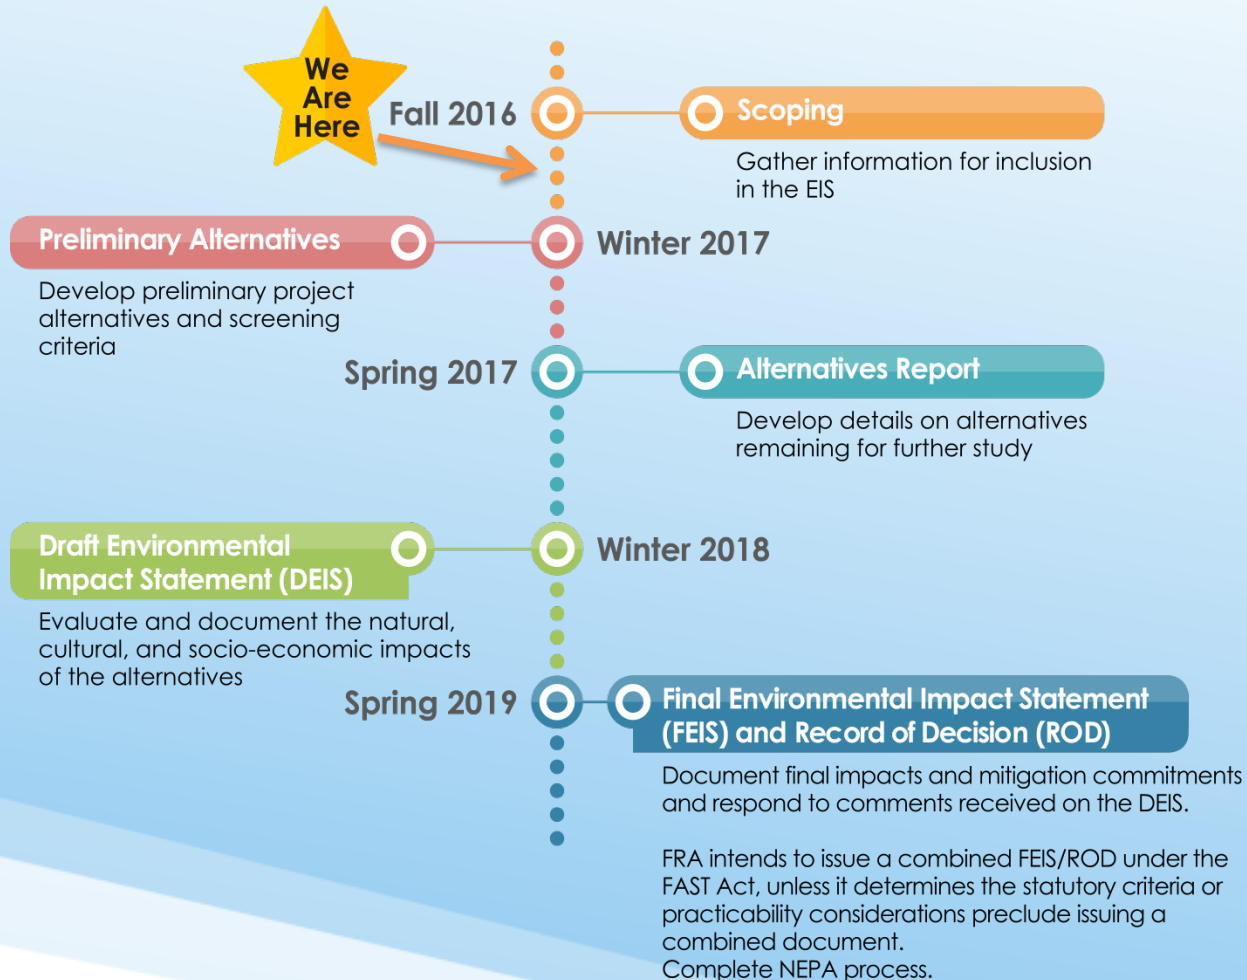 We
Are
Here
Fall 2016
Scoping
Gather information for inclusion
in the EIS
Preliminary Alternatives
Winter 2017
Develop preliminary project
alternatives and screening
criteria
Spring 2017
Alternatives Report
Develop details on alternatives
remaining for further study
Draft Environmental
Impact Statement (DEIS)
Winter 2018
Evaluate and document the natural,
cultural, and socio-economic impacts
of the alternatives
Spring 2019
Final Environmental Impact Statement
(FEIS) and Record of Decision (ROD)
Document final impacts and mitigation commitments
and respond to comments received on the DEIS.
FRA intends to issue a combined FEIS/ROD under the
FAST Act, unless it determines the statutory criteria or
practicability considerations preclude issuing a
combined document.
Complete NEPA process.